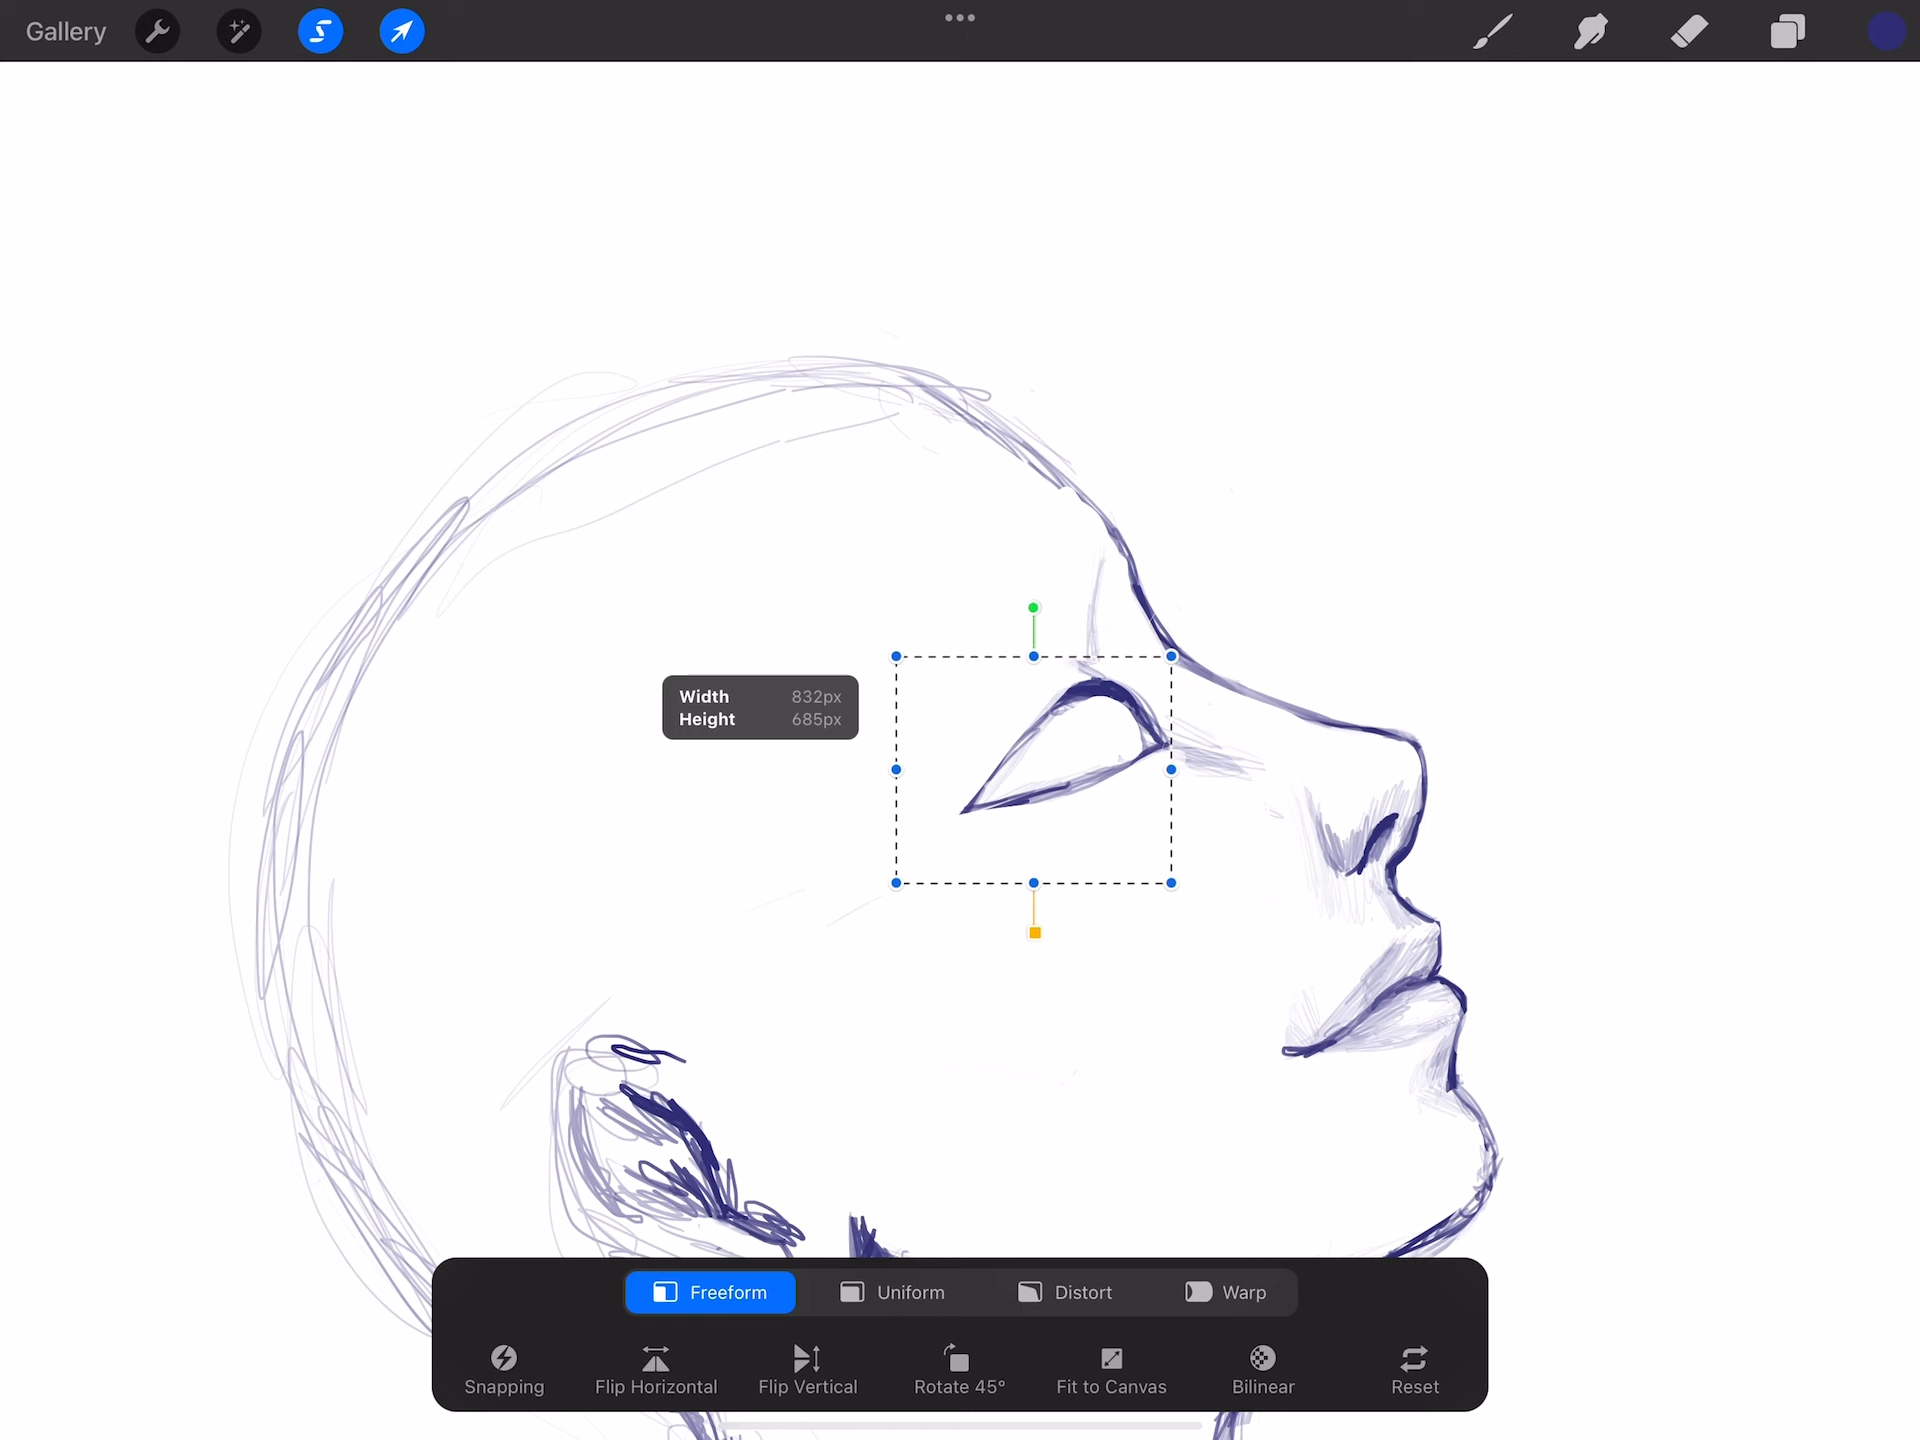 Gallery
Width 832px
Height 685px
Freeform Uniform Distort Warp
Snapping Flip Horizontal Flip Vertical Rotate 45° Fit to Canvas Bilinear Reset